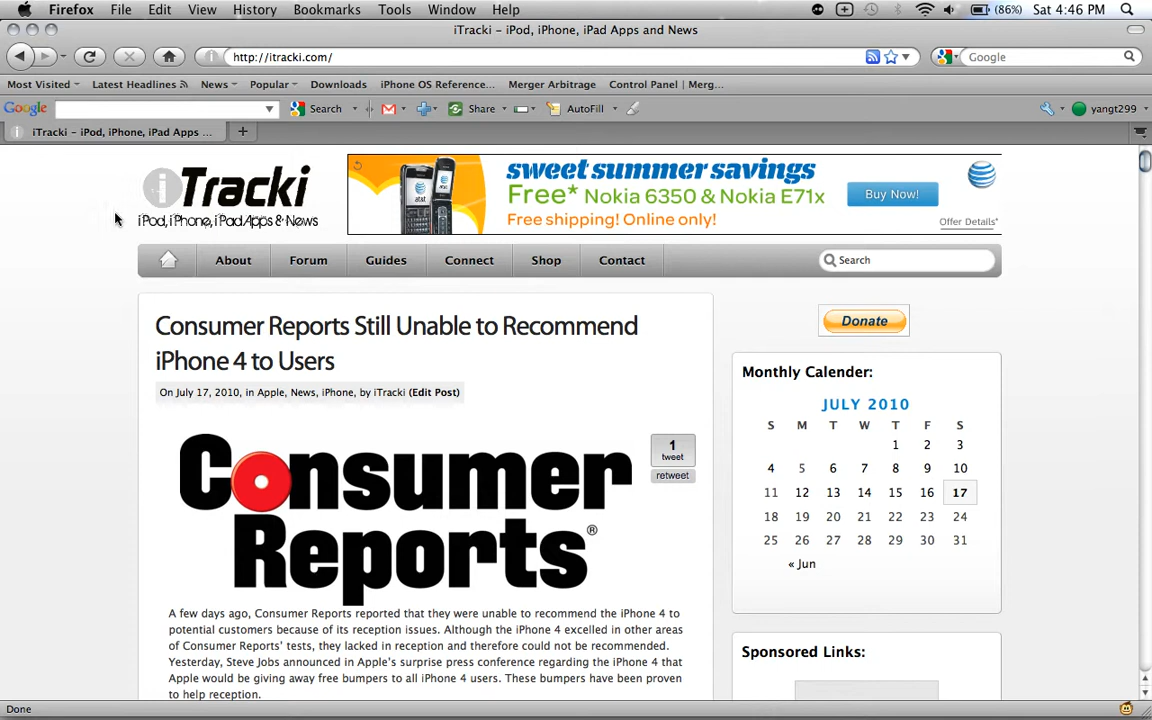 Firefox File Edit View History Bookmarks Tools Window Help (86%) Sat 4:46 PM
iTracki – iPod, iPhone, iPad Apps and News
http://itracki.com/ Google
Most Visited Latest Headlines News Popular Downloads iPhone OS Reference... Merger Arbitrage Control Panel | Merg...
Google Search Share AutoFill yangt299
iTracki – iPod, iPhone, iPad Apps ...
iTracki
iPod, iPhone, iPad Apps & News
at&t
sweet summer savings
Free* Nokia 6350 & Nokia E71x
Free shipping! Online only!
Buy Now!
Offer Details*
About Forum Guides Connect Shop Contact Search
Consumer Reports Still Unable to Recommend
iPhone 4 to Users
On July 17, 2010, in Apple, News, iPhone, by iTracki (Edit Post)
Consumer
Reports®
1
tweet
retweet
A few days ago, Consumer Reports reported that they were unable to recommend the iPhone 4 to
potential customers because of its reception issues. Although the iPhone 4 excelled in other areas
of Consumer Reports' tests, they lacked in reception and therefore could not be recommended.
Yesterday, Steve Jobs announced in Apple's surprise press conference regarding the iPhone 4 that
Apple would be giving away free bumpers to all iPhone 4 users. These bumpers have been proven
to help reception.
Donate
Monthly Calender:
JULY 2010
S M T W T F S
1 2 3
4 5 6 7 8 9 10
11 12 13 14 15 16 17
18 19 20 21 22 23 24
25 26 27 28 29 30 31
« Jun
Sponsored Links:
Done